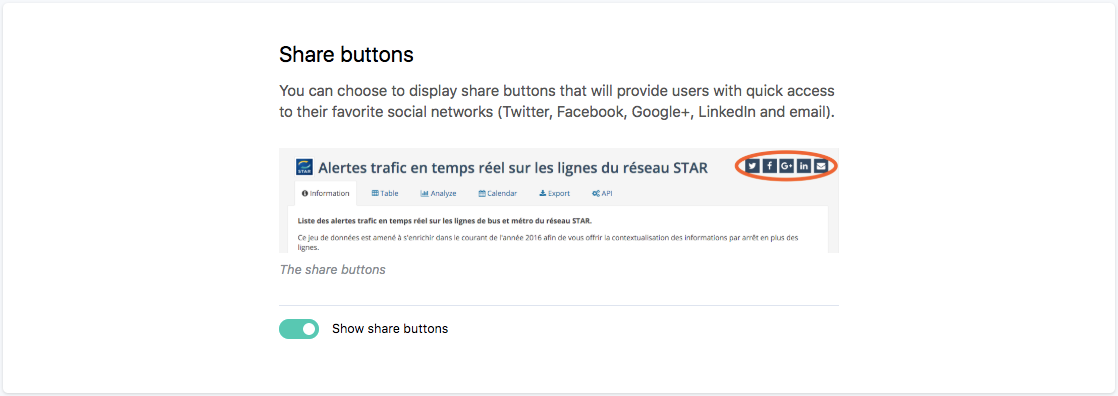 Share buttons
You can choose to display share buttons that will provide users with quick access
to their favorite social networks (Twitter, Facebook, Google+, LinkedIn and email).
STAR Alertes trafic en temps réel sur les lignes du réseau STAR
Information Table Analyze Calendar Export API
Liste des alertes trafic en temps réel sur les lignes de bus et métro du réseau STAR.
Ce jeu de données est amené à s'enrichir dans le courant de l'année 2016 afin de vous offrir la contextualisation des informations par arrêt en plus des
lignes.
The share buttons
Show share buttons